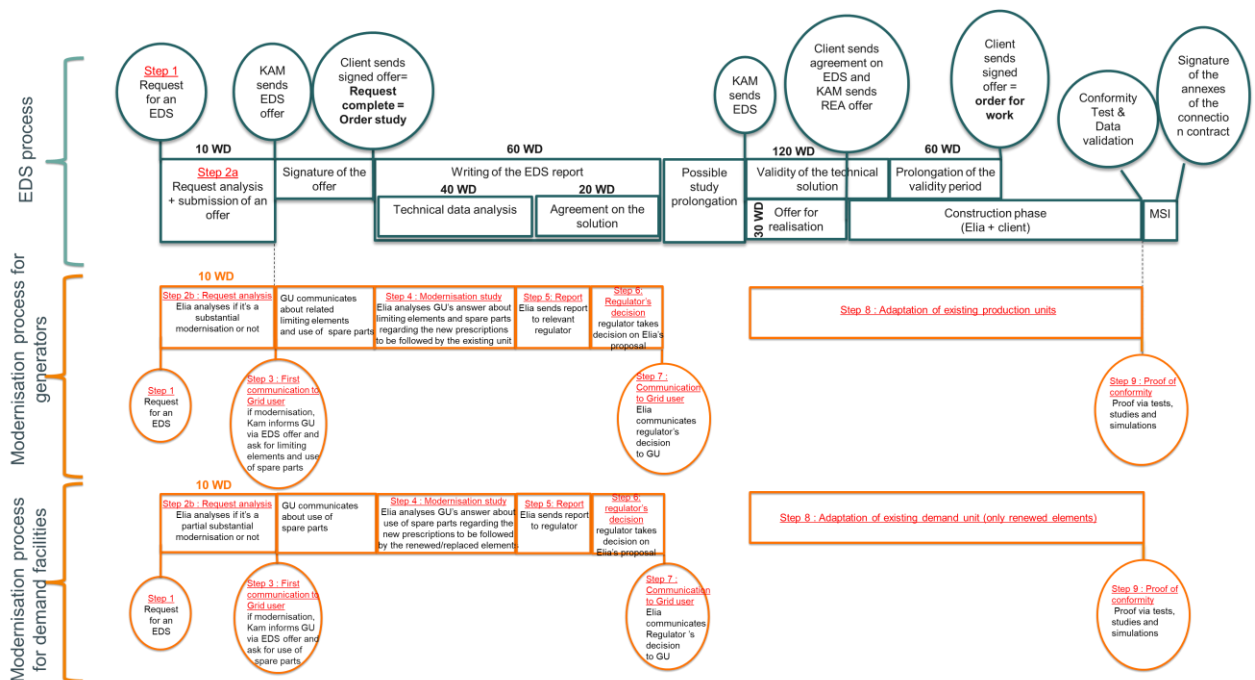 EDS process
Step 1
Request
for an
EDS
KAM
sends
EDS
offer
Client sends
signed offer=
Request
complete =
Order study
KAM
sends
EDS
Client sends
agreement on
EDS and
KAM sends
REA offer
Client
sends
signed
offer =
order for
work
Conformity
Test &
Data
validation
Signature
of the
annexes
of the
connectio
n contract
10 WD
60 WD
120 WD
60 WD
Step 2a
Request analysis
+ submission of an
offer
Signature of the
offer
Writing of the EDS report
40 WD
20 WD
Technical data analysis
Agreement on the
solution
Possible
study
prolongation
Validity of the technical
solution
Prolongation of the
validity period
30 WD
Offer for
realisation
Construction phase
(Elia + client)
MSI
Modernisation process for
generators
10 WD
Step 2b : Request analysis
Elia analyses if it's a
substantial
modernisation or not
GU communicates
about related
limiting elements
and use of spare parts
Step 4 : Modernisation study
Elia analyses GU's answer about
limiting elements and spare parts
regarding the new prescriptions
to be followed by the existing unit
Step 5: Report
Elia sends report
to relevant
regulator
Step 6:
Regulator's
decision
regulator takes
decision on Elia's
proposal
Step 8 : Adaptation of existing production units
Step 1
Request
for an
EDS
Step 3 : First
communication to
Grid user
if modernisation,
Kam informs GU
via EDS offer and
ask for limiting
elements and use
of spare parts
Step 7 :
Communication
to Grid user
Elia
communicates
regulator's
decision
to GU
Step 9 : Proof of
conformity
Proof via tests,
studies and
simulations
Modernisation process
for demand facilities
10 WD
Step 2b : Request analysis
Elia analyses if it's a
partial substantial
modernisation or not
GU communicates
about use of
spare parts
Step 4 : Modernisation study
Elia analyses GU's answer about
use of spare parts regarding the
new prescriptions to be followed
by the renewed/replaced elements
Step 5: Report
Elia sends report
to regulator
Step 6:
regulator's
decision
regulator takes
decision on
Elia's proposal
Step 8 : Adaptation of existing demand unit (only renewed elements)
Step 1
Request
for an
EDS
Step 3 : First
communication to
Grid user
if modernisation,
Kam informs GU
via EDS offer and
ask for use of
spare parts
Step 7 :
Communication
to Grid user
Elia
communicates
Regulator 's
decision
to GU
Step 9 : Proof of
conformity
Proof via tests,
studies and
simulations